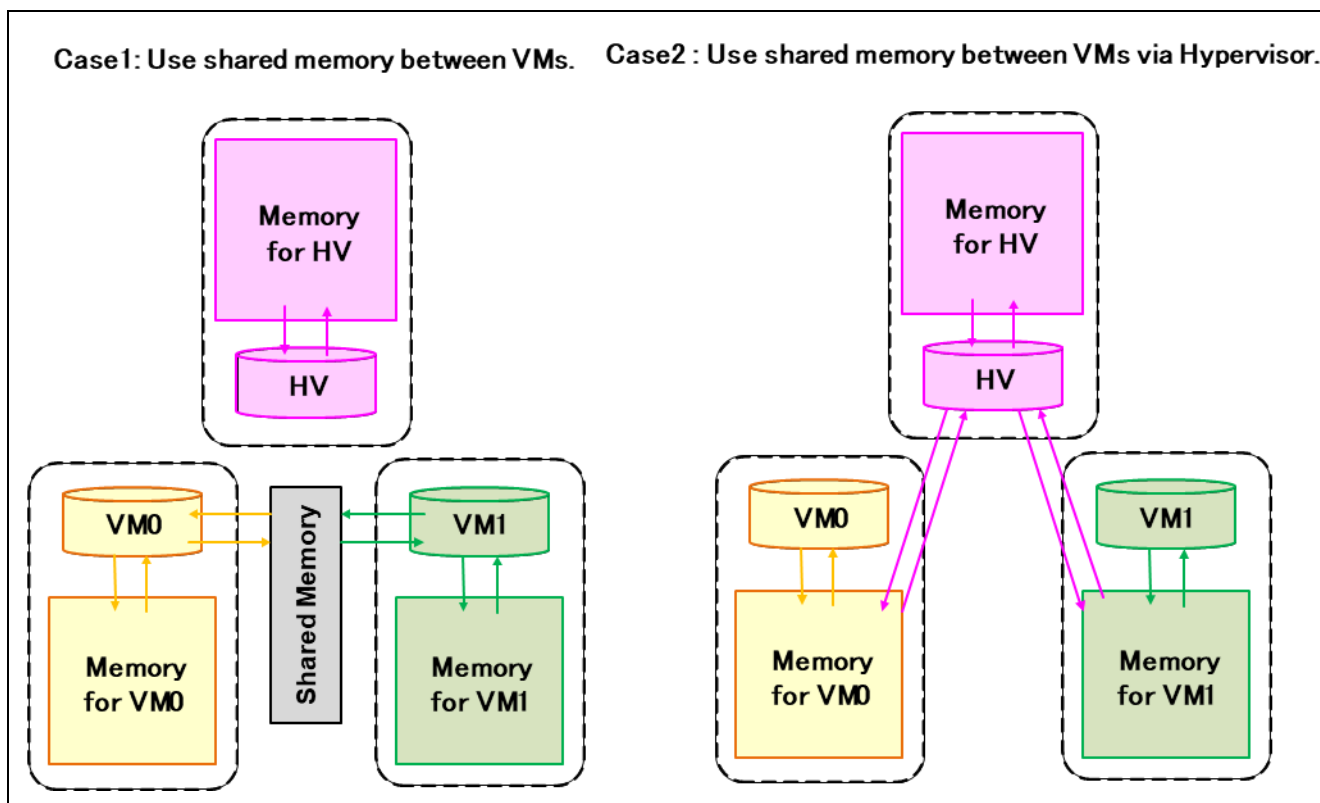 Case1: Use shared memory between VMs.
Memory
for HV
HV
VM0
VM1
Shared Memory
Memory
for VM0
Memory
for VM1
Case2 : Use shared memory between VMs via Hypervisor.
Memory
for HV
HV
VM0
VM1
Memory
for VM0
Memory
for VM1